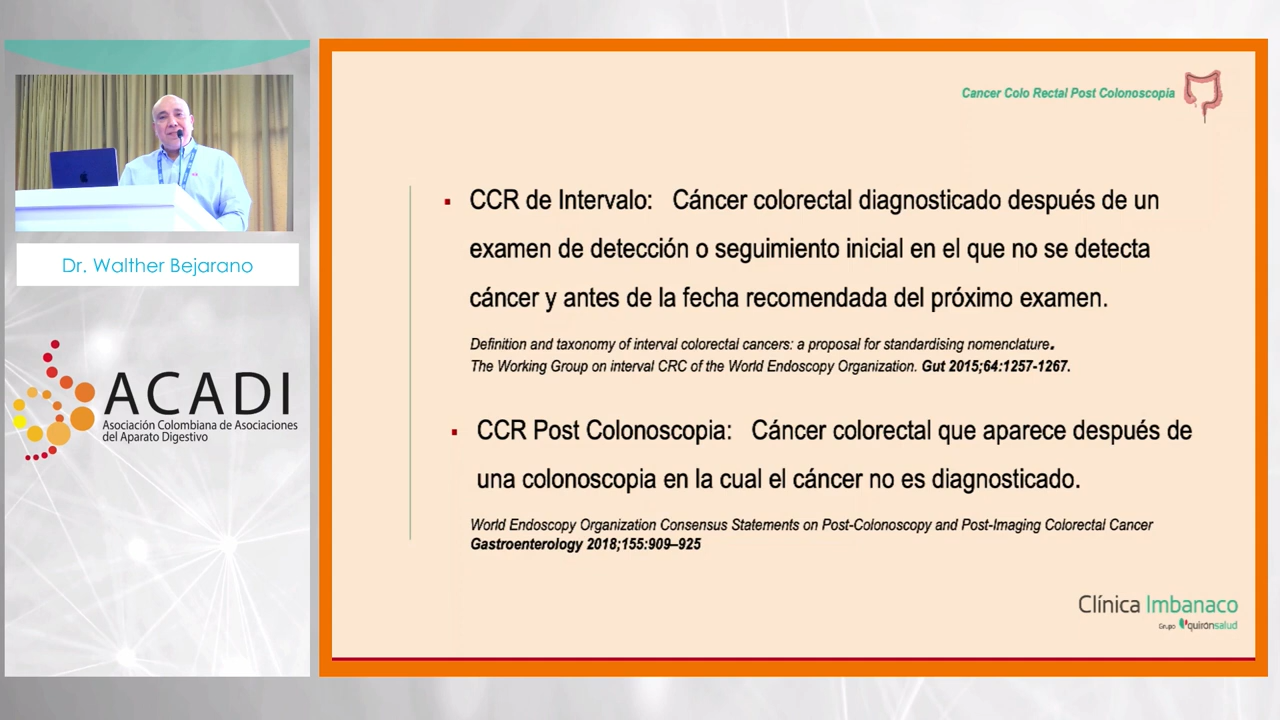 Cancer Colo Rectal Post Colonoscopía
▪ CCR de Intervalo: Cáncer colorectal diagnosticado después de un
examen de detección o seguimiento inicial en el que no se detecta
cáncer y antes de la fecha recomendada del próximo examen.
Definition and taxonomy of interval colorectal cancers: a proposal for standardising nomenclature.
The Working Group on interval CRC of the World Endoscopy Organization. Gut 2015;64:1257-1267.
▪ CCR Post Colonoscopia: Cáncer colorectal que aparece después de
una colonoscopia en la cual el cáncer no es diagnosticado.
World Endoscopy Organization Consensus Statements on Post-Colonoscopy and Post-Imaging Colorectal Cancer
Gastroenterology 2018;155:909–925
Clínica Imbanaco
Grupo quirónsalud
Dr. Walther Bejarano
ACADI
Asociación Colombiana de Asociaciones
del Aparato Digestivo